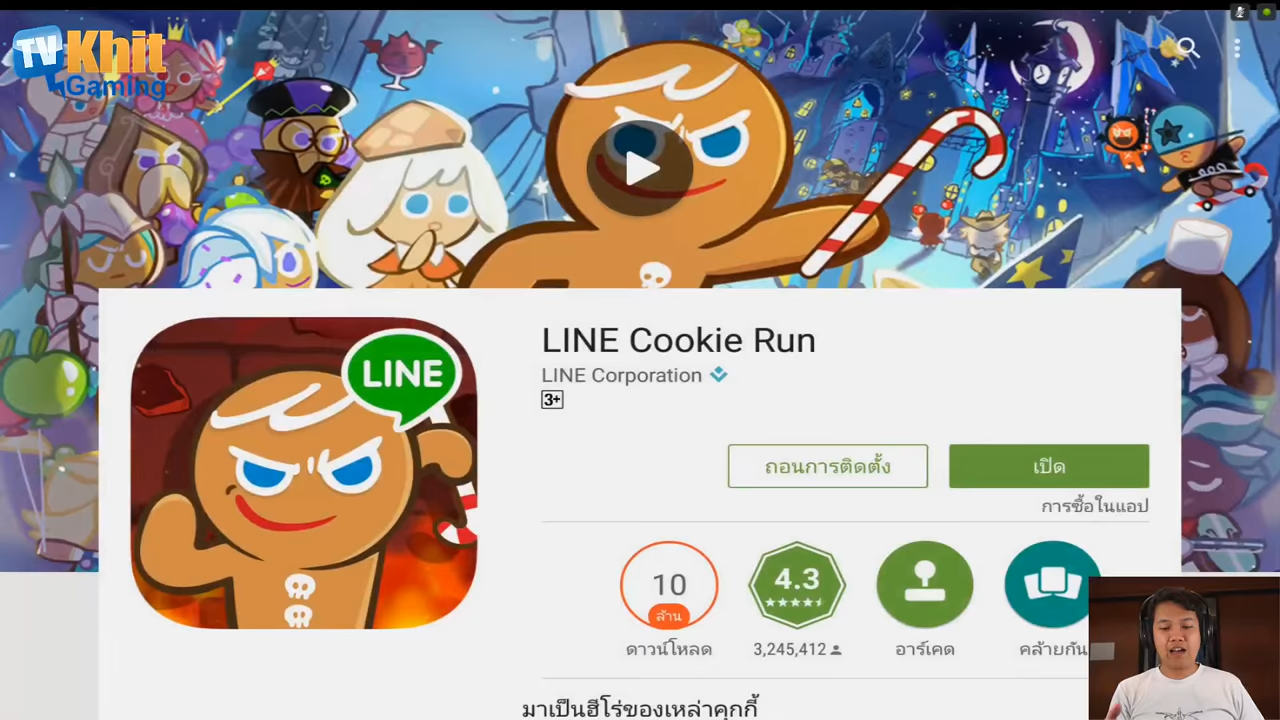 TV Khit
Gaming
LINE
LINE Cookie Run
LINE Corporation
3+
ถอนการติดตั้ง
เปิด
การซื้อในแอป
10
ล้าน
ดาวน์โหลด
4.3
3,245,412
อาร์เคด
คล้ายกัน
มาเป็นฮีโร่ของเหล่าคุกกี้